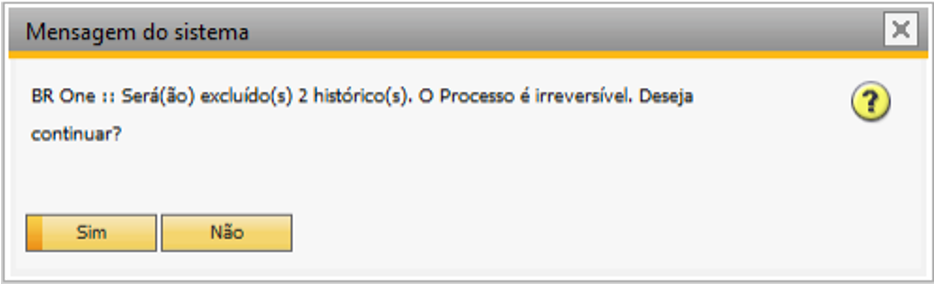 Mensagem do sistema
BR One :: Será(ão) excluído(s) 2 histórico(s). O Processo é irreversível. Deseja
continuar?
?
Sim
Não